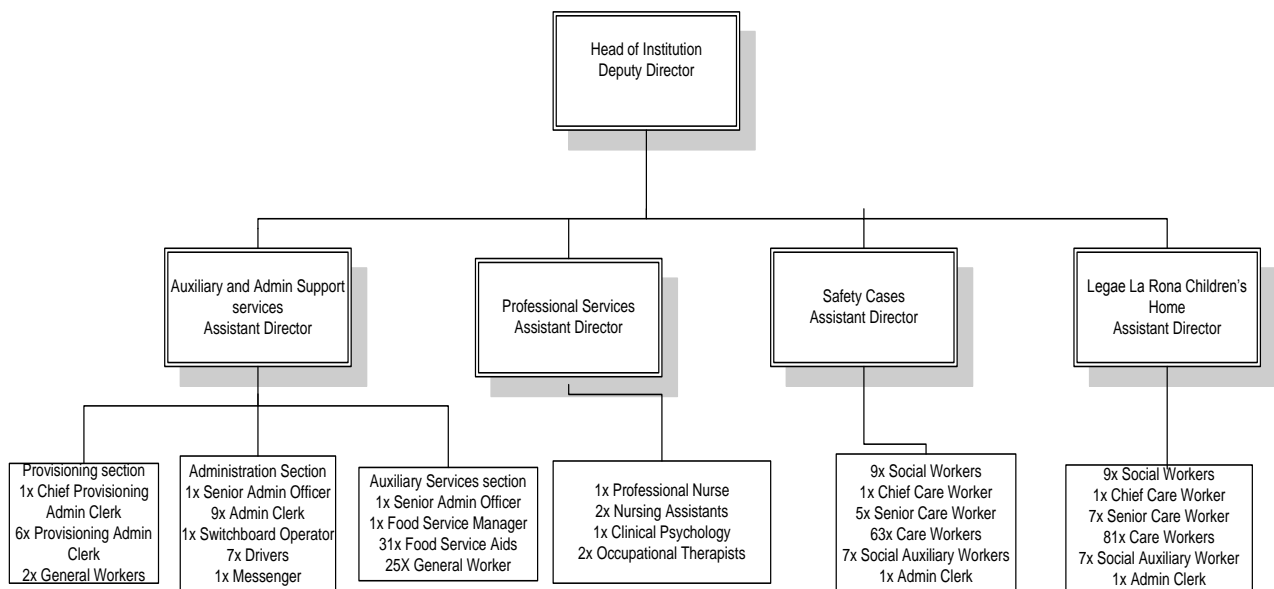 Head of Institution
Deputy Director
Auxiliary and Admin Support
services
Assistant Director
Professional Services
Assistant Director
Safety Cases
Assistant Director
Legae La Rona Children's
Home
Assistant Director
Provisioning section
1x Chief Provisioning
Admin Clerk
6x Provisioning Admin
Clerk
2x General Workers
Administration Section
1x Senior Admin Officer
9x Admin Clerk
1x Switchboard Operator
7x Drivers
1x Messenger
Auxiliary Services section
1x Senior Admin Officer
1x Food Service Manager
31x Food Service Aids
25X General Worker
1x Professional Nurse
2x Nursing Assistants
1x Clinical Psychology
2x Occupational Therapists
9x Social Workers
1x Chief Care Worker
5x Senior Care Worker
63x Care Workers
7x Social Auxiliary Workers
1x Admin Clerk
9x Social Workers
1x Chief Care Worker
7x Senior Care Worker
81x Care Workers
7x Social Auxiliary Worker
1x Admin Clerk